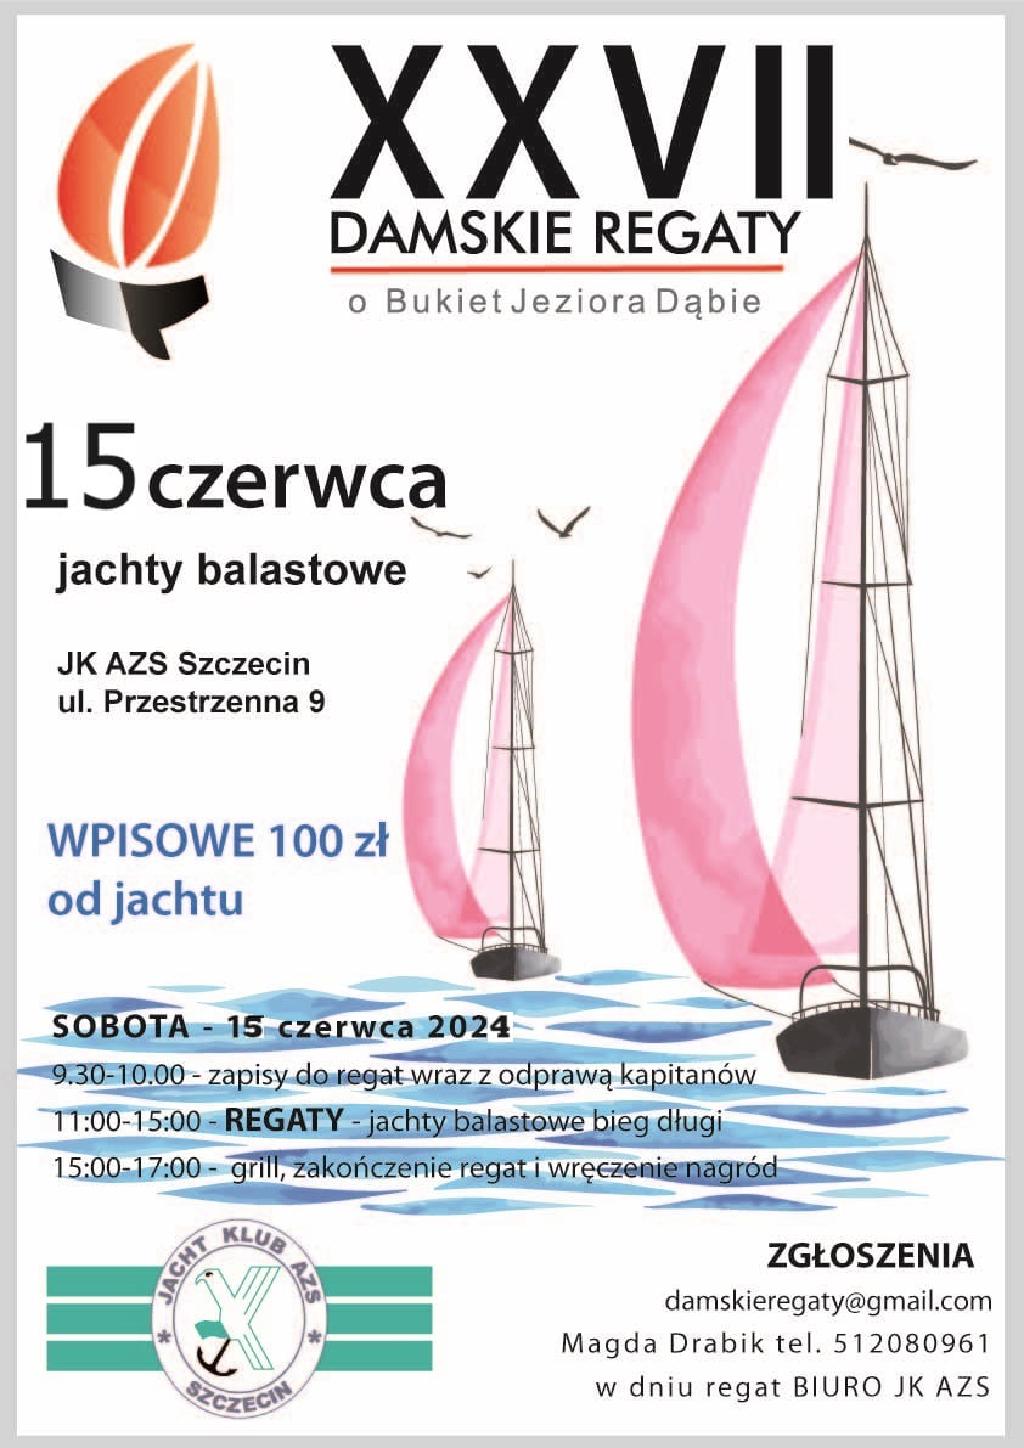 XXVII
DAMSKIE REGATY
o Bukiet Jeziora Dąbie
15 czerwca
jachty balastowe
JK AZS Szczecin
ul. Przestrzenna 9
WPISOWE 100 zł
od jachtu
SOBOTA - 15 czerwca 2024
9.30-10.00 - zapisy do regat wraz z odprawą kapitanów
11:00-15:00 - REGATY - jachty balastowe bieg długi
15:00-17:00 - grill, zakończenie regat i wręczenie nagród
JACHT KLUB AZS
* *
SZCZECIN
ZGŁOSZENIA
damskieregaty@gmail.com
Magda Drabik tel. 512080961
w dniu regat BIURO JK AZS